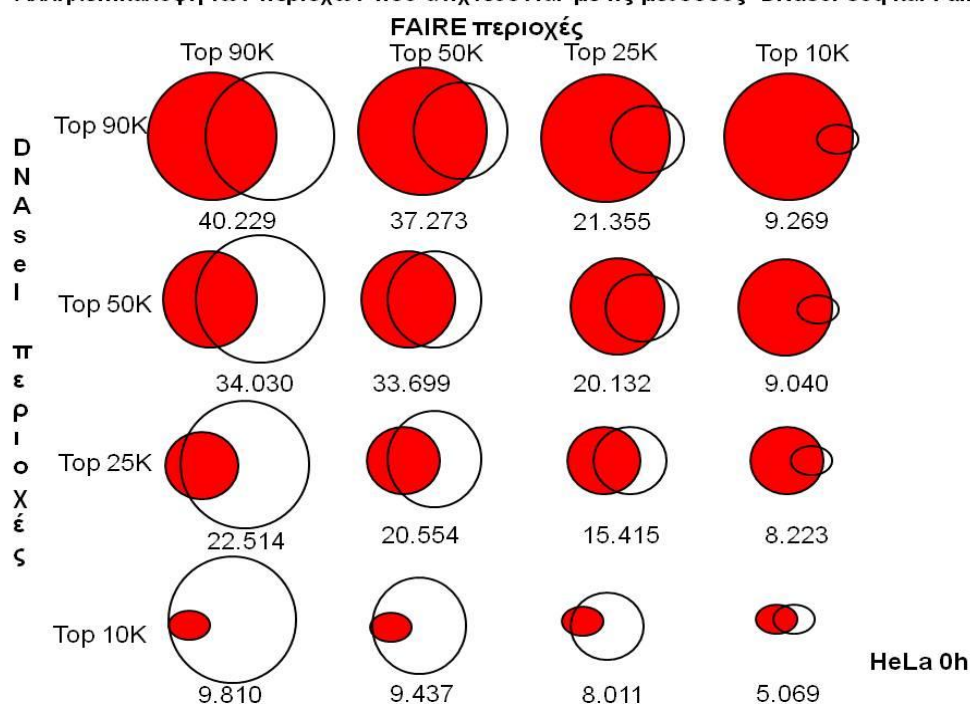 FAIRE περιοχές
Top 90K Top 50K Top 25K Top 10K
DNAseI περιοχές
Top 90K
40.229 37.273 21.355 9.269
Top 50K
34.030 33.699 20.132 9.040
Top 25K
22.514 20.554 15.415 8.223
Top 10K
9.810 9.437 8.011 5.069
HeLa 0h